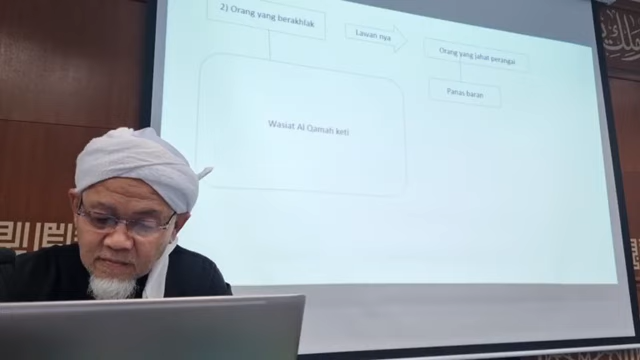 2) Orang yang berakhlak
Lawan nya
Orang yang jahat perangai
Panas baran
Wasiat Al Qamah keti